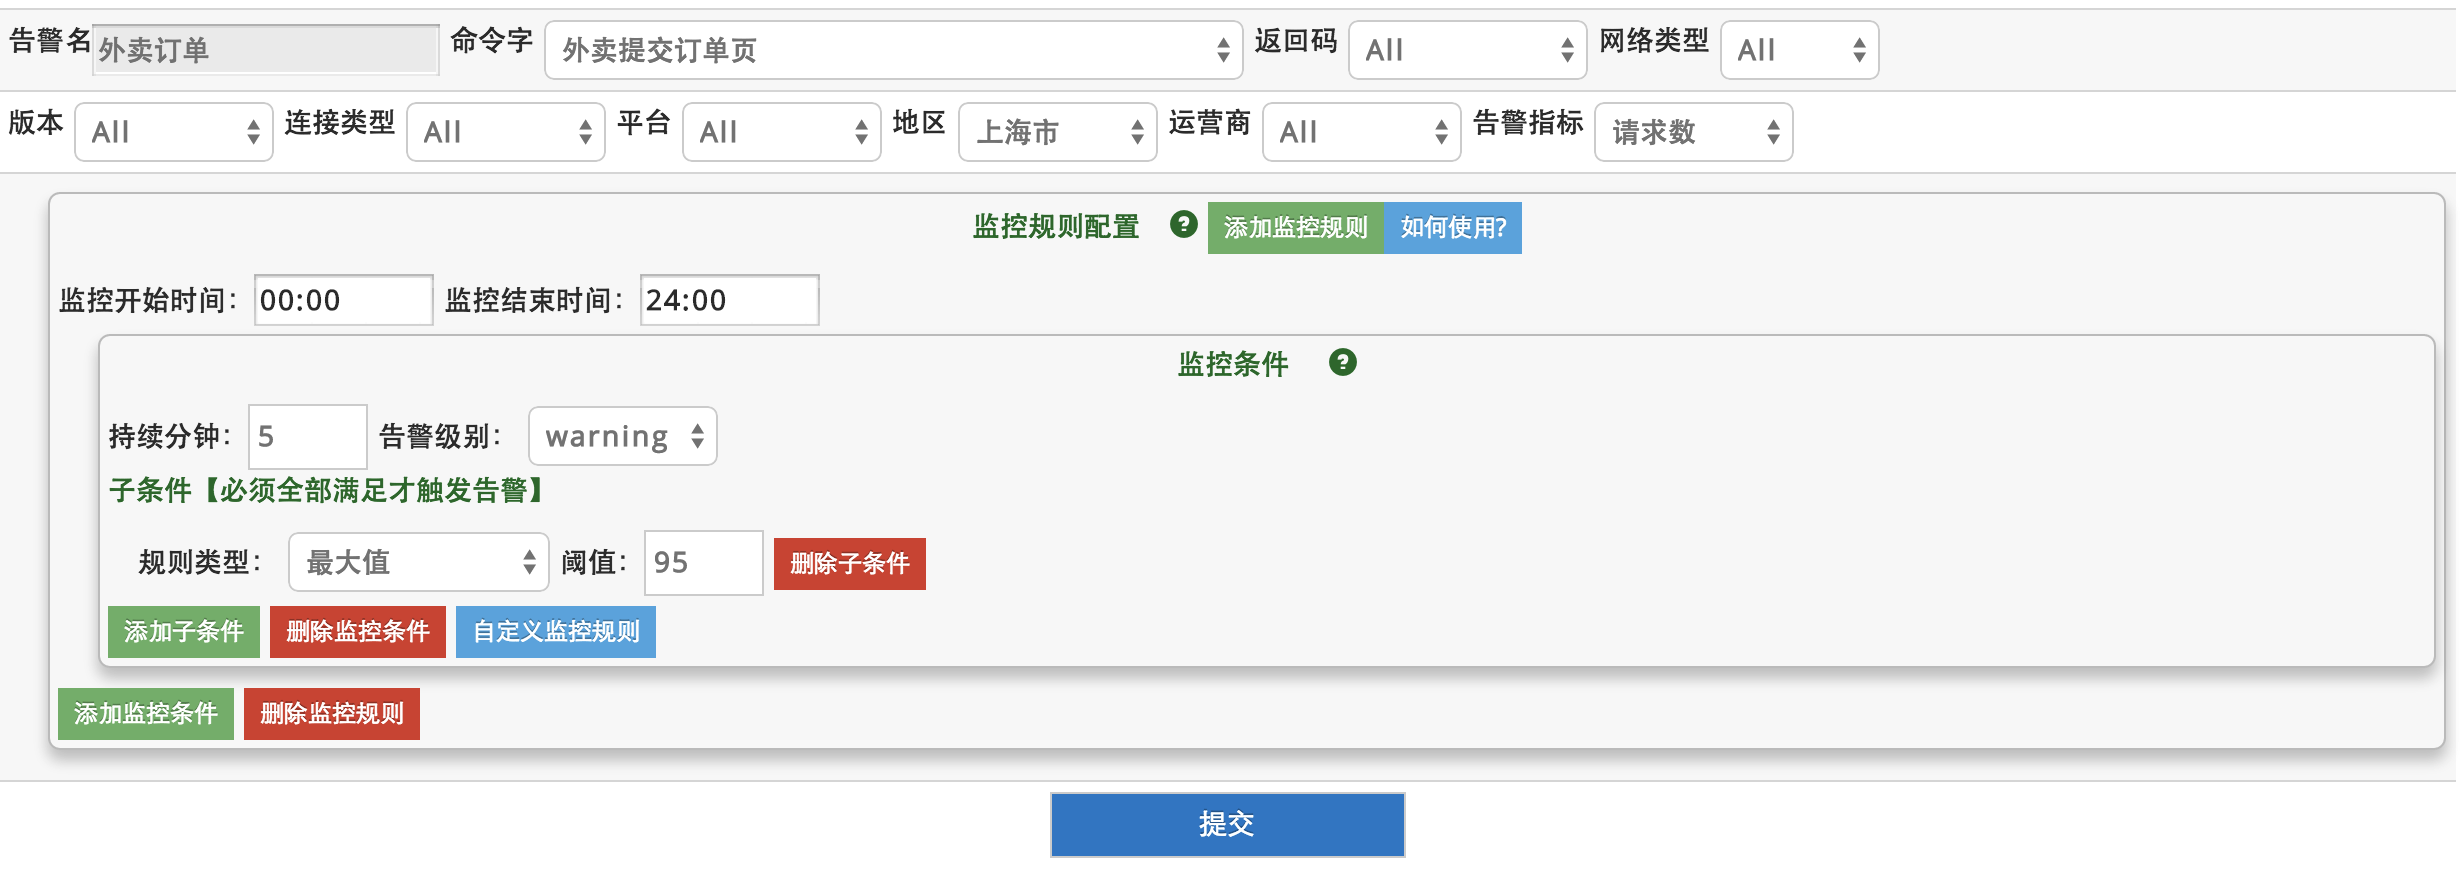 告警名 外卖订单 命令字 外卖提交订单页 返回码 All 网络类型 All
版本 All 连接类型 All 平台 All 地区 上海市 运营商 All 告警指标 请求数
监控规则配置 ? 添加监控规则 如何使用?
监控开始时间： 00:00 监控结束时间： 24:00
监控条件 ?
持续分钟： 5 告警级别： warning
子条件【必须全部满足才触发告警】
规则类型： 最大值 阈值： 95 删除子条件
添加子条件 删除监控条件 自定义监控规则
添加监控条件 删除监控规则
提交